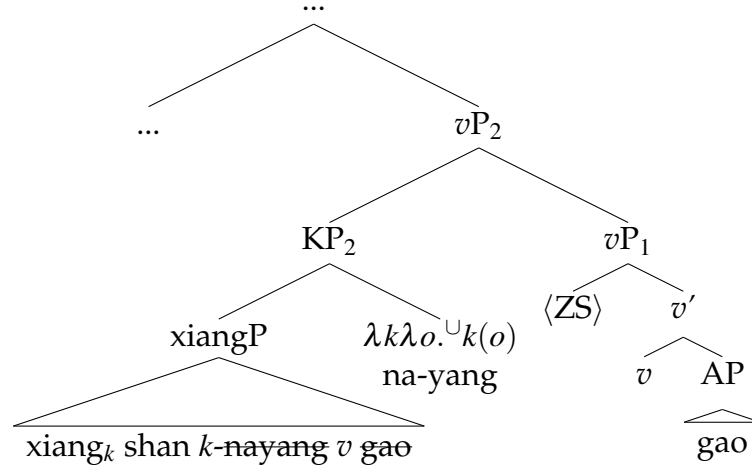 ...
... vP₂
KP₂ vP₁
xiangP λkλo.∪k(o) ⟨ZS⟩ v′
na-yang v AP
xiangₖ shan k-nayang v gao gao